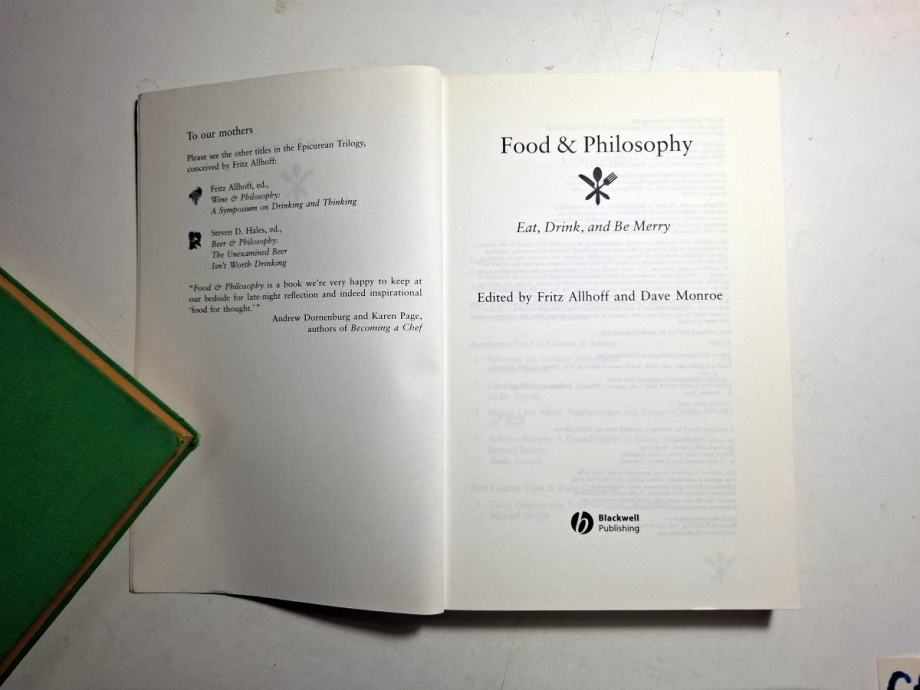 To our mothers
Please see the other titles in the Epicurean Trilogy,
conceived by Fritz Allhoff:
Fritz Allhoff, ed.,
Wine & Philosophy:
A Symposium on Drinking and Thinking
Steven D. Hales, ed.,
Beer & Philosophy:
The Unexamined Beer
Isn't Worth Drinking
"Food & Philosophy is a book we're very happy to keep at
our bedside for late-night reflection and indeed inspirational
'food for thought.'"
Andrew Dornenburg and Karen Page,
authors of Becoming a Chef
Food & Philosophy
Eat, Drink, and Be Merry
Edited by Fritz Allhoff and Dave Monroe
b Blackwell
Publishing